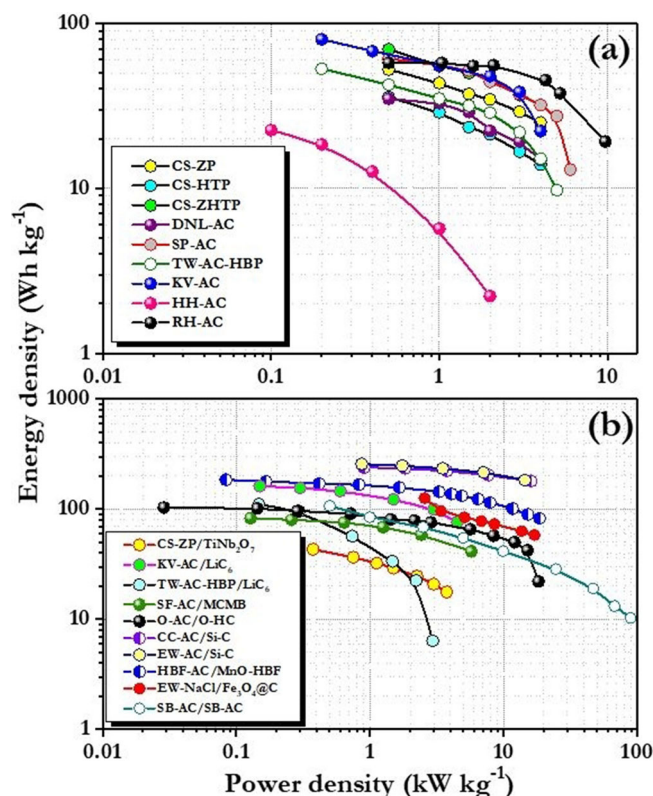 100
(a)
10
CS-ZP
CS-HTP
CS-ZHTP
DNL-AC
SP-AC
TW-AC-HBP
KV-AC
HH-AC
RH-AC
1
0.01 0.1 1 10
Energy density (Wh kg⁻¹)
1000
(b)
100
CS-ZP/TiNb₂O₇
KV-AC/LiC₆
TW-AC-HBP/LiC₆
SF-AC/MCMB
O-AC/O-HC
CC-AC/Si-C
EW-AC/Si-C
HBF-AC/MnO-HBF
EW-NaCl/Fe₃O₄@C
SB-AC/SB-AC
10
1
0.01 0.1 1 10 100
Power density (kW kg⁻¹)